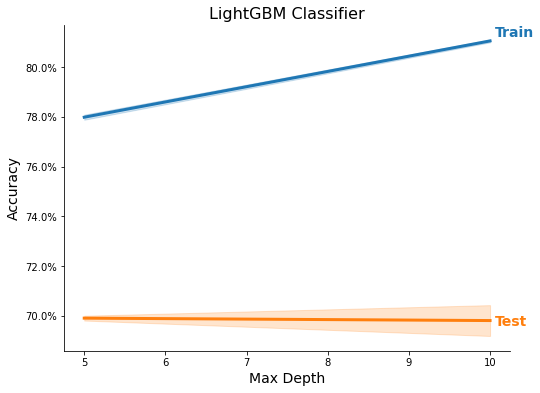 LightGBM Classifier
Train
80.0%
78.0%
76.0%
74.0%
72.0%
70.0%
Test
Accuracy
5 6 7 8 9 10
Max Depth